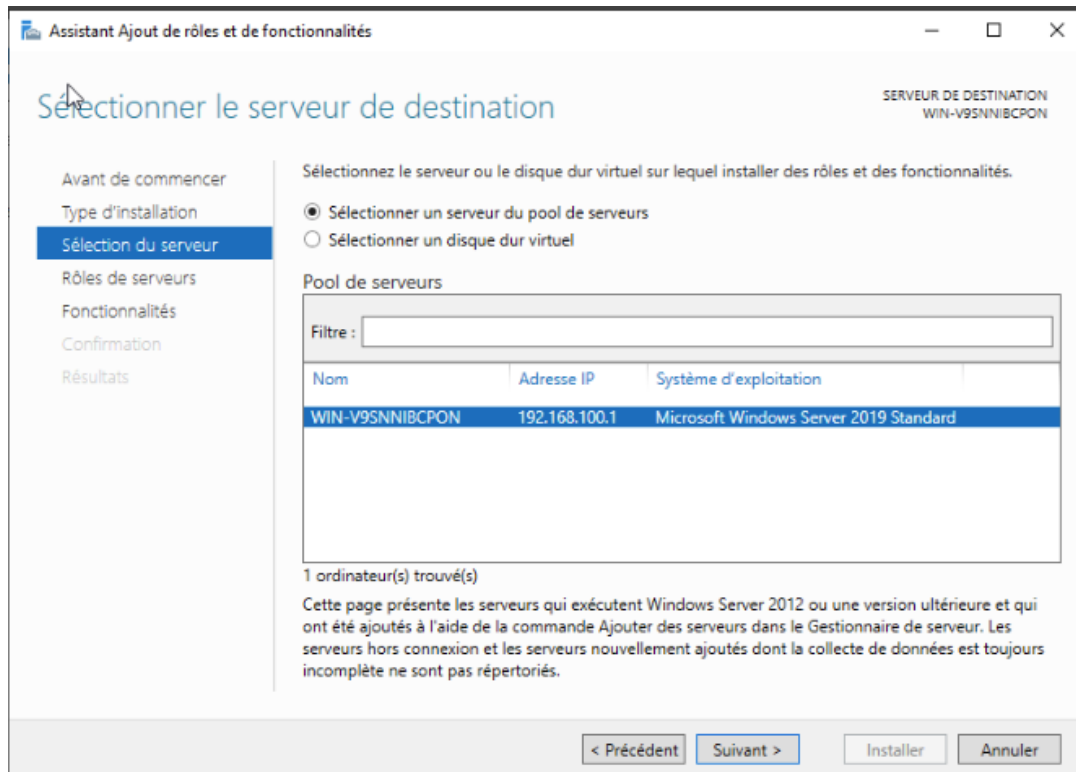 Assistant Ajout de rôles et de fonctionnalités
Sélectionner le serveur de destination
SERVEUR DE DESTINATION
WIN-V9SNNIBCPON
Avant de commencer
Type d'installation
Sélection du serveur
Rôles de serveurs
Fonctionnalités
Confirmation
Résultats
Sélectionnez le serveur ou le disque dur virtuel sur lequel installer des rôles et des fonctionnalités.
Sélectionner un serveur du pool de serveurs
Sélectionner un disque dur virtuel
Pool de serveurs
Filtre :
Nom Adresse IP Système d'exploitation
WIN-V9SNNIBCPON 192.168.100.1 Microsoft Windows Server 2019 Standard
1 ordinateur(s) trouvé(s)
Cette page présente les serveurs qui exécutent Windows Server 2012 ou une version ultérieure et qui
ont été ajoutés à l'aide de la commande Ajouter des serveurs dans le Gestionnaire de serveur. Les
serveurs hors connexion et les serveurs nouvellement ajoutés dont la collecte de données est toujours
incomplète ne sont pas répertoriés.
< Précédent Suivant > Installer Annuler